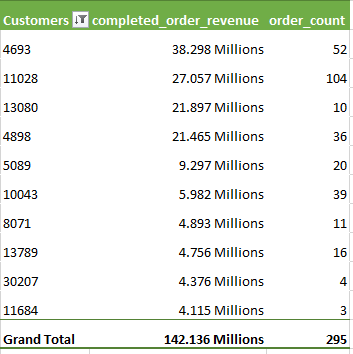 Customers completed_order_revenue order_count
4693 38.298 Millions 52
11028 27.057 Millions 104
13080 21.897 Millions 10
4898 21.465 Millions 36
5089 9.297 Millions 20
10043 5.982 Millions 39
8071 4.893 Millions 11
13789 4.756 Millions 16
30207 4.376 Millions 4
11684 4.115 Millions 3
Grand Total 142.136 Millions 295